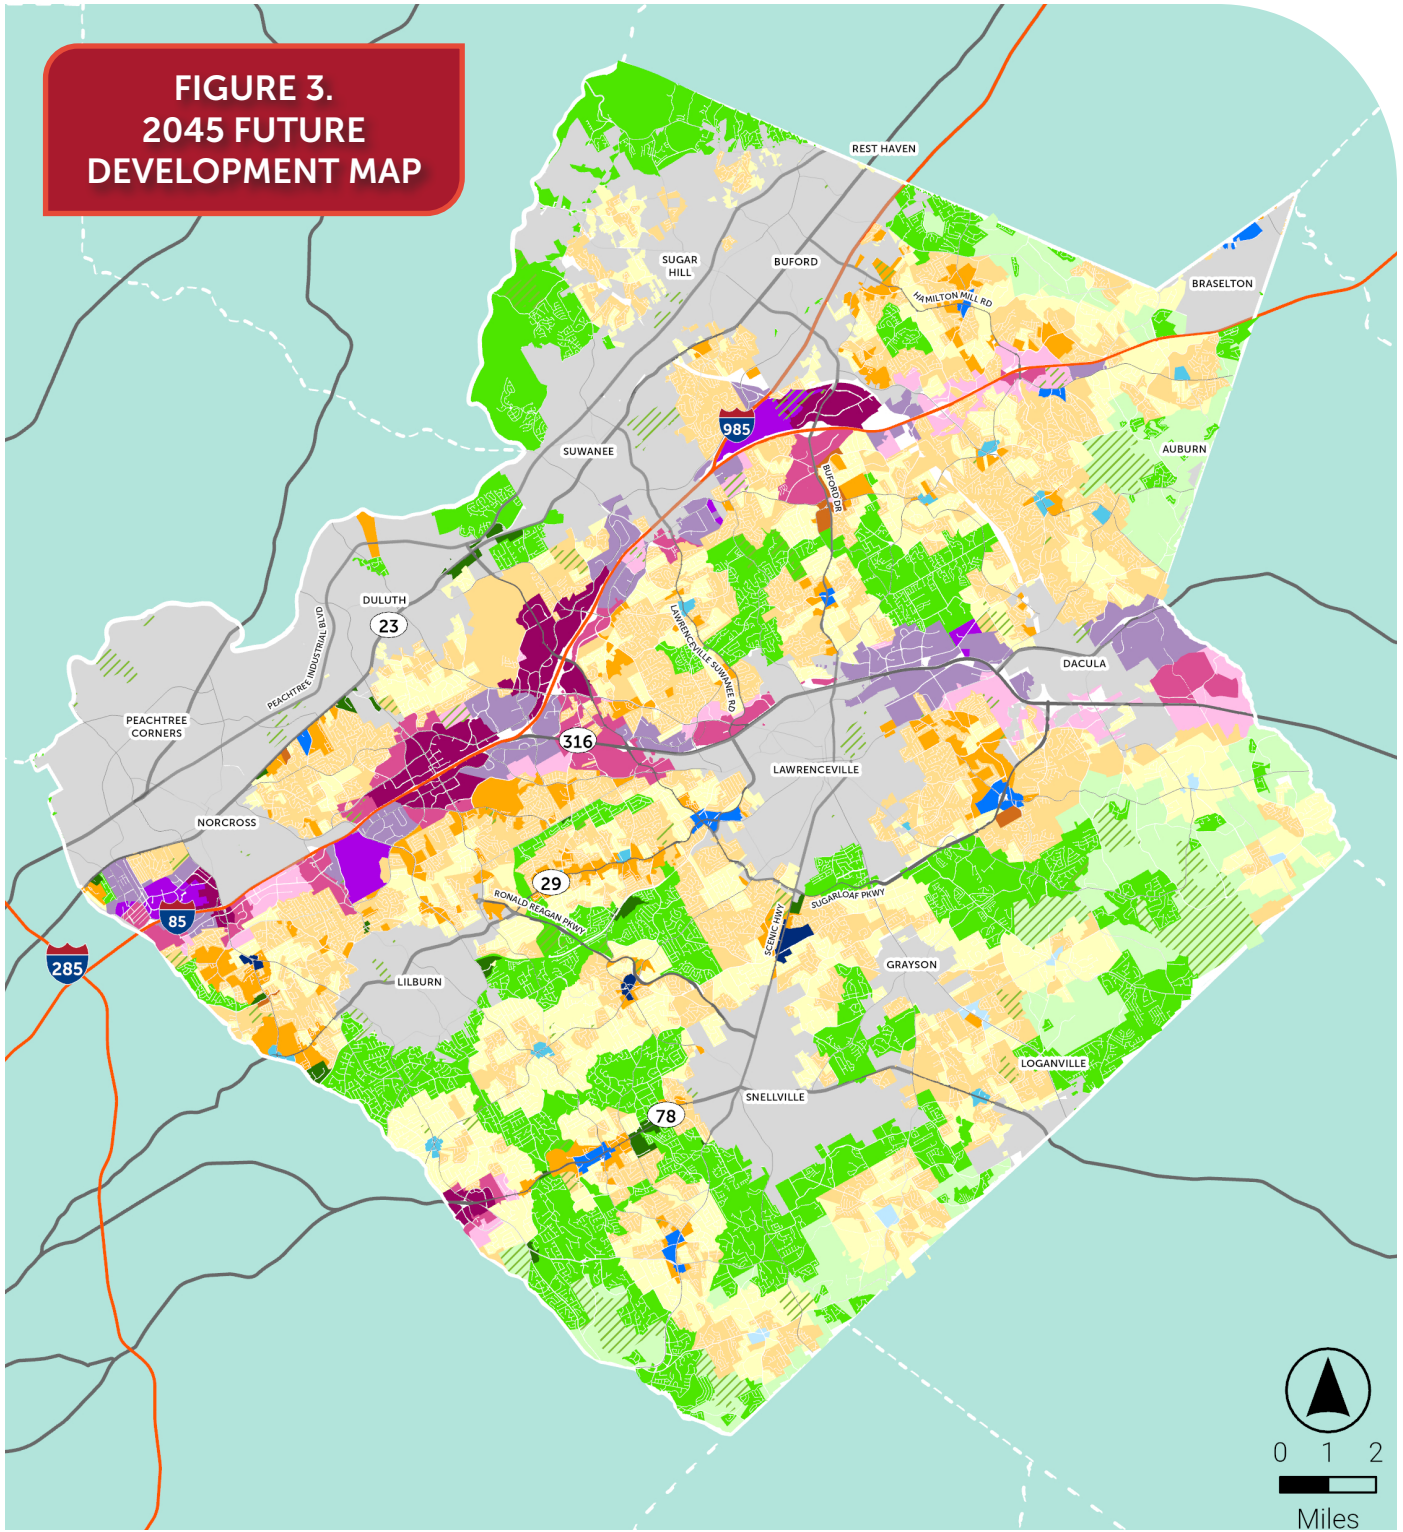 FIGURE 3.
2045 FUTURE
DEVELOPMENT MAP
REST HAVEN
SUGAR
HILL
BUFORD
BRASELTON
HAMILTON MILL RD
985
SUWANEE
AUBURN
BUFORD DR
DULUTH
23
PEACHTREE INDUSTRIAL BLVD
LAWRENCEVILLE SUWANEE RD
DACULA
PEACHTREE
CORNERS
316
LAWRENCEVILLE
NORCROSS
29
RONALD REAGAN PKWY
SUGARLOAF PKWY
SCENIC HWY
85
285
GRAYSON
LILBURN
LOGANVILLE
SNELLVILLE
78
0 1 2
Miles